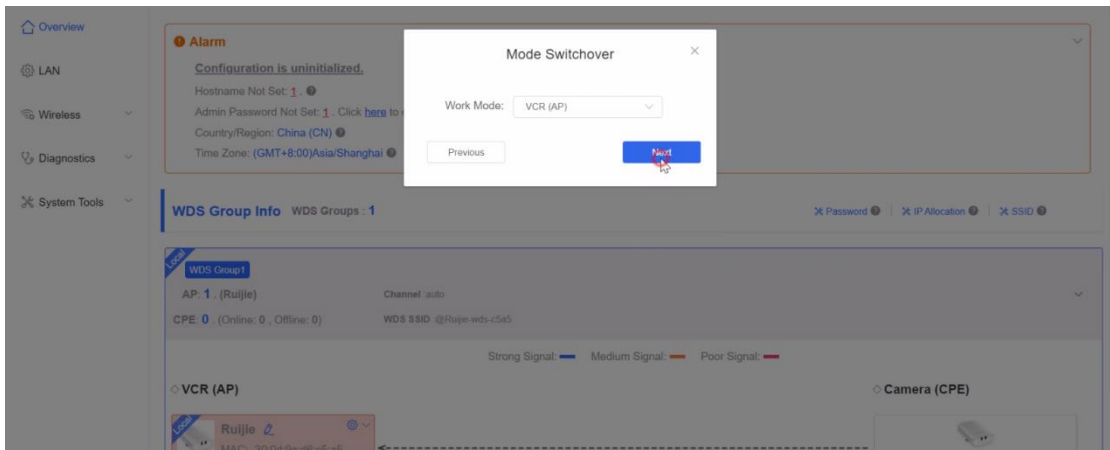 Overview
LAN
Wireless
Diagnostics
System Tools
Alarm
Configuration is uninitialized.
Hostname Not Set: 1 .
Admin Password Not Set: 1 . Click here to
Country/Region: China (CN)
Time Zone: (GMT+8:00)Asia/Shanghai
Mode Switchover
Work Mode: VCR (AP)
Previous Next
WDS Group Info WDS Groups : 1
Password IP Allocation SSID
Local
WDS Group1
AP: 1 . (Ruijie) Channel :auto
CPE: 0 . (Online: 0 , Offline: 0) WDS SSID :@Ruijie-wds-c5a5
Strong Signal: Medium Signal: Poor Signal:
VCR (AP) Camera (CPE)
Local
Ruijie